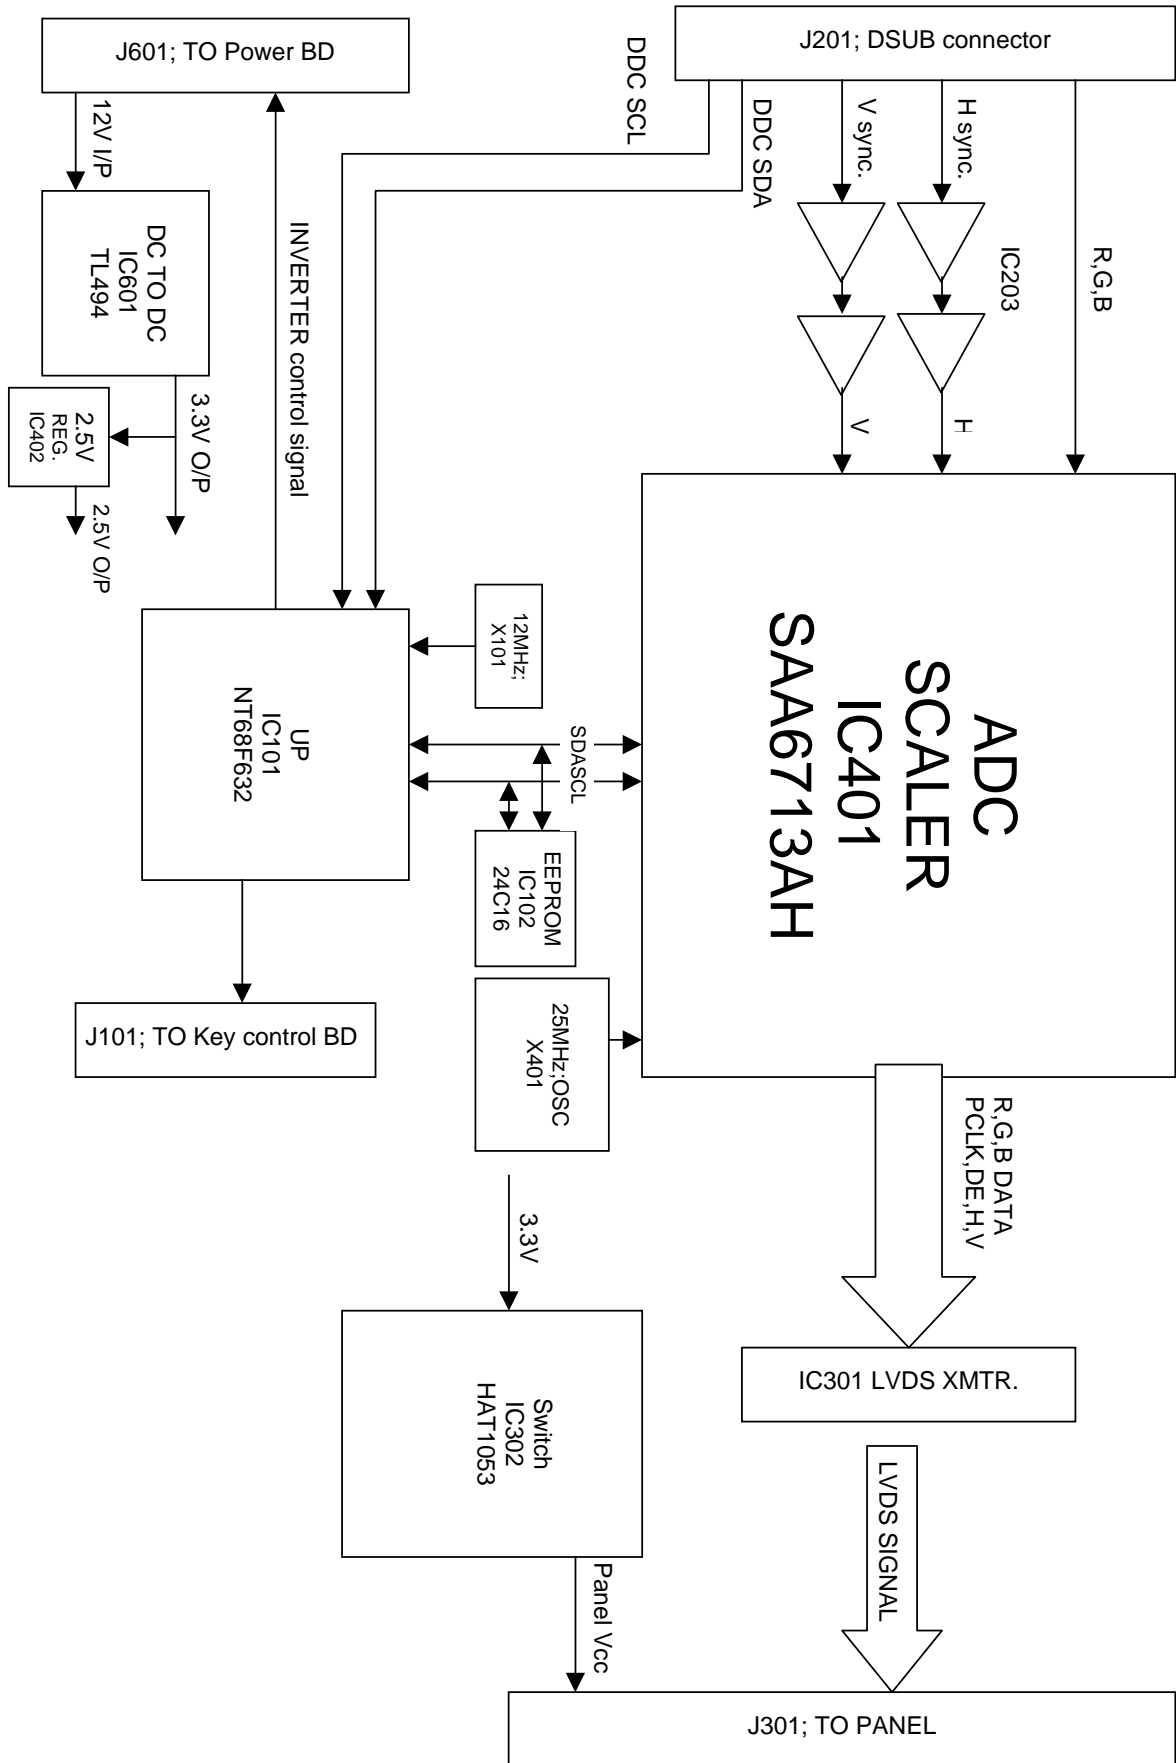 J601; TO Power BD
J201; DSUB connector
12V I/P
DDC SCL
DDC SDA
V sync.
H sync.
IC203
R,G,B
DC TO DC
IC601
TL494
INVERTER control signal
3.3V O/P
2.5V
REG.
IC402
2.5V O/P
V
H
12MHz;
X101
UP
IC101
NT68F632
SDASCL
ADC
SCALER
IC401
SAA6713AH
EEPROM
IC102
24C16
25MHz;OSC
X401
J101; TO Key control BD
R,G,B DATA
PCLK,DE,H,V
3.3V
Switch
IC302
HAT1053
IC301 LVDS XMTR.
LVDS SIGNAL
Panel Vcc
J301; TO PANEL